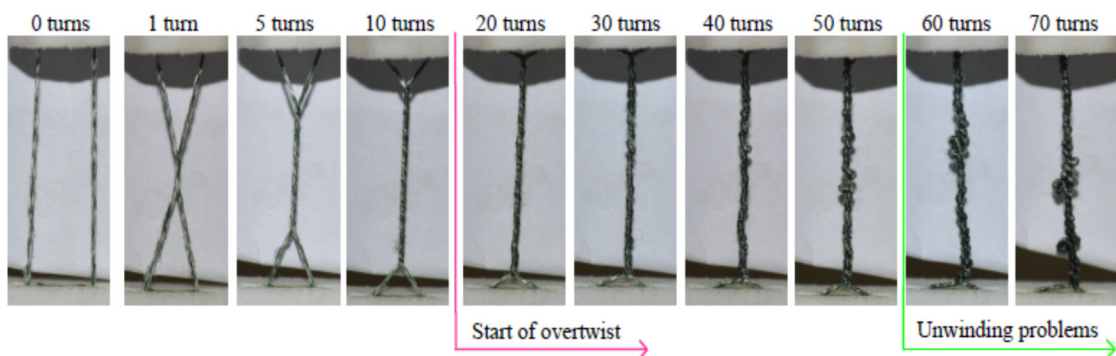 0 turns
1 turn
5 turns
10 turns
20 turns
30 turns
40 turns
50 turns
60 turns
70 turns
Start of overtwist
Unwinding problems